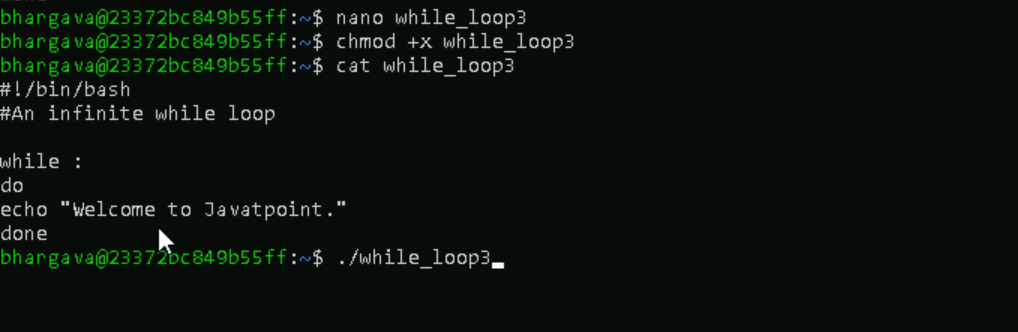 bhargava@23372bc849b55ff:~$ nano while_loop3
bhargava@23372bc849b55ff:~$ chmod +x while_loop3
bhargava@23372bc849b55ff:~$ cat while_loop3
#!/bin/bash
#An infinite while loop
while :
do
echo "Welcome to Javatpoint."
done
bhargava@23372bc849b55ff:~$ ./while_loop3